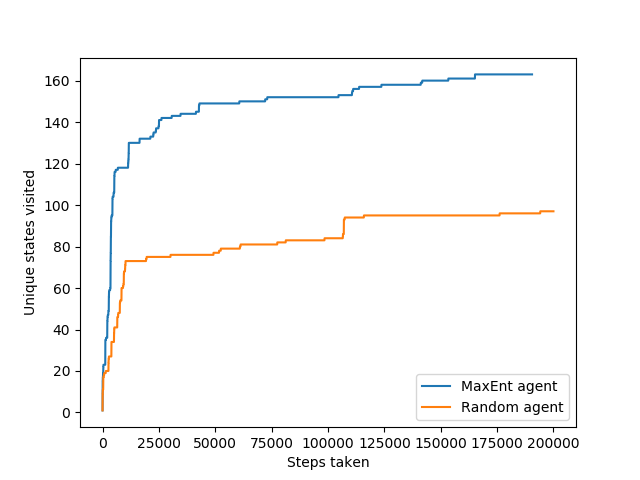 160
140
120
100
80
60
40
20
0
Unique states visited
MaxEnt agent
Random agent
0 25000 50000 75000 100000 125000 150000 175000 200000
Steps taken